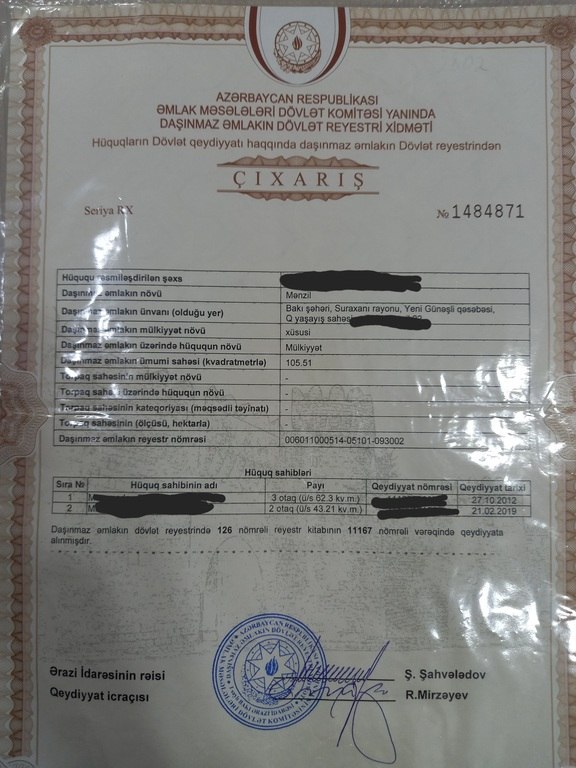 AZƏRBAYCAN RESPUBLİKASI
ƏMLAK MƏSƏLƏLƏRİ DÖVLƏT KOMİTƏSİ YANINDA
DAŞINMAZ ƏMLAKIN DÖVLƏT REYESTRİ XİDMƏTİ
Hüquqların Dövlət qeydiyyatı haqqında daşınmaz əmlakın Dövlət reyestrindən
ÇIXARIŞ
Seriya RX № 1484871
Hüququ rəsmiləşdirilən şəxs
Daşınmaz əmlakın növü Mənzil
Daşınmaz əmlakın ünvanı (olduğu yer) Bakı şəhəri, Suraxanı rayonu, Yeni Günəşli qəsəbəsi,
Q yaşayış sahəsi
Daşınmaz əmlakın mülkiyyət növü xüsusi
Daşınmaz əmlakın üzərində hüququn növü Mülkiyyət
Daşınmaz əmlakın ümumi sahəsi (kvadratmetrlə) 105.51
Torpaq sahəsinin mülkiyyət növü -
Torpaq sahəsi üzərində hüququn növü -
Torpaq sahəsinin kateqoriyası (məqsədli təyinatı) -
Torpaq sahəsinin (ölçüsü, hektarla) -
Daşınmaz əmlakın reyestr nömrəsi 006011000514-05101-093002
Hüquq sahibləri
Sıra № Hüquq sahibinin adı Payı Qeydiyyat nömrəsi Qeydiyyat tarixi
1 M 3 otaq (ü/s 62.3 kv.m.) 27.10.2012
2 M 2 otaq (ü/s 43.21 kv.m.) 21.02.2019
Daşınmaz əmlakın dövlət reyestrində 126 nömrəli reyestr kitabının 11167 nömrəli vərəqində qeydiyyata
alınmışdır.
Ərazi İdarəsinin rəisi Ş. Şahvələdov
Qeydiyyat icraçısı R.Mirzəyev